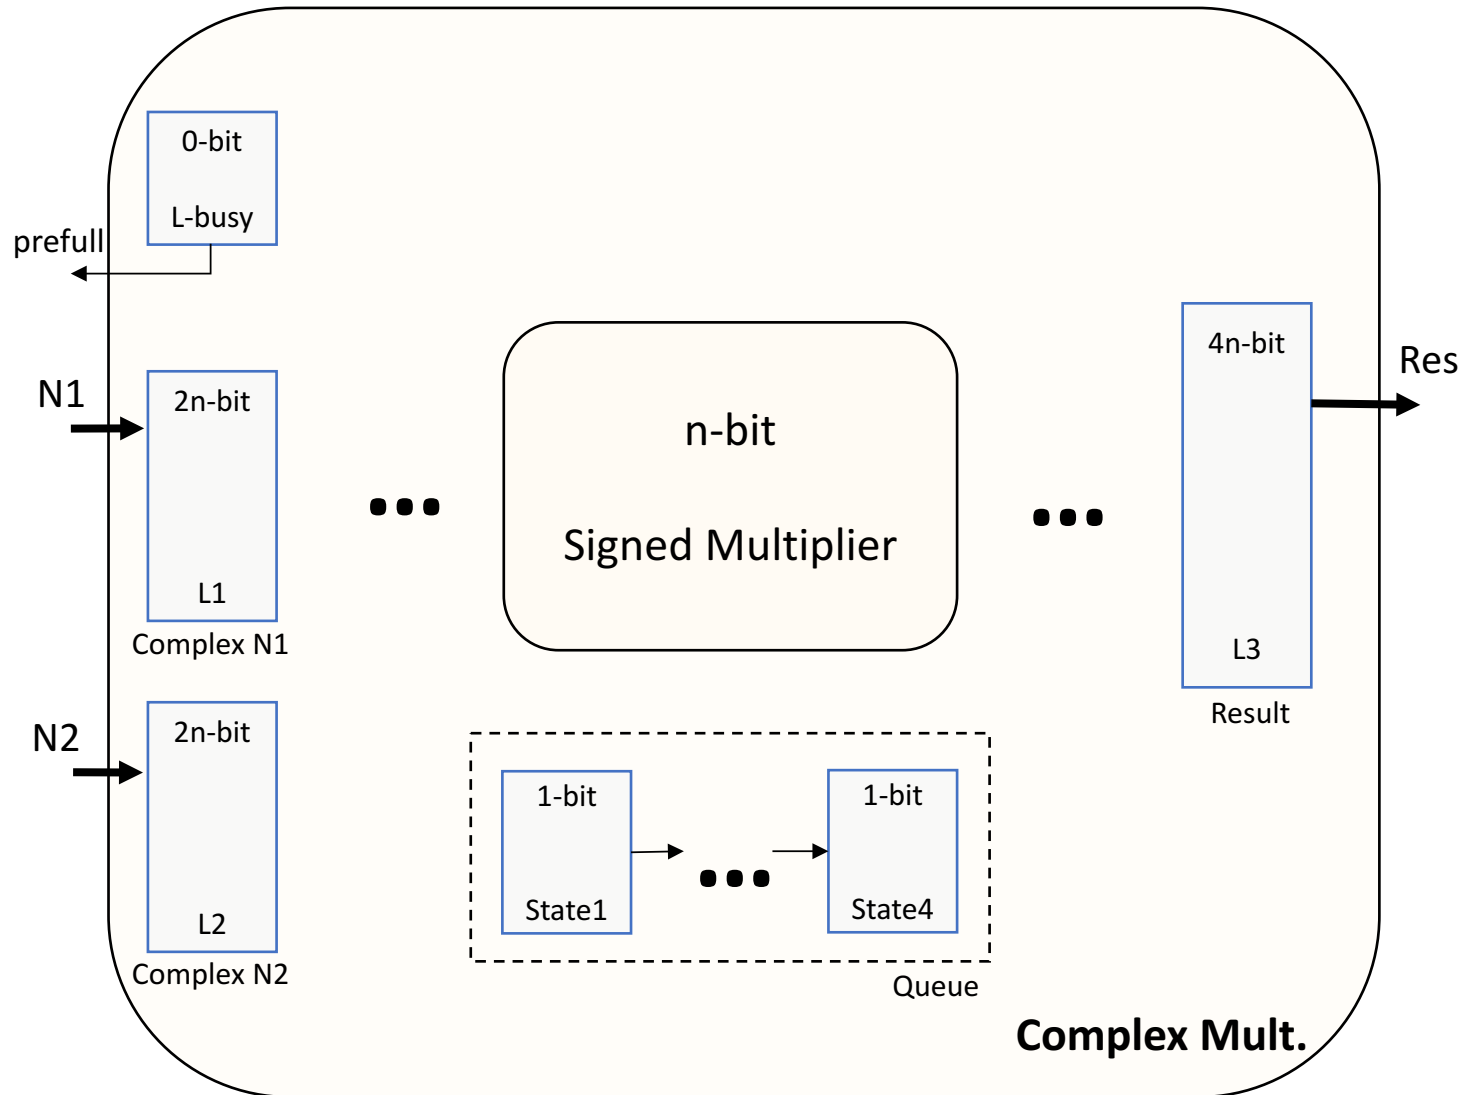 0-bit
L-busy
prefull
N1
2n-bit
L1
Complex N1
N2
2n-bit
L2
Complex N2
n-bit
Signed Multiplier
1-bit
State1
1-bit
State4
Queue
4n-bit
L3
Result
Res
Complex Mult.